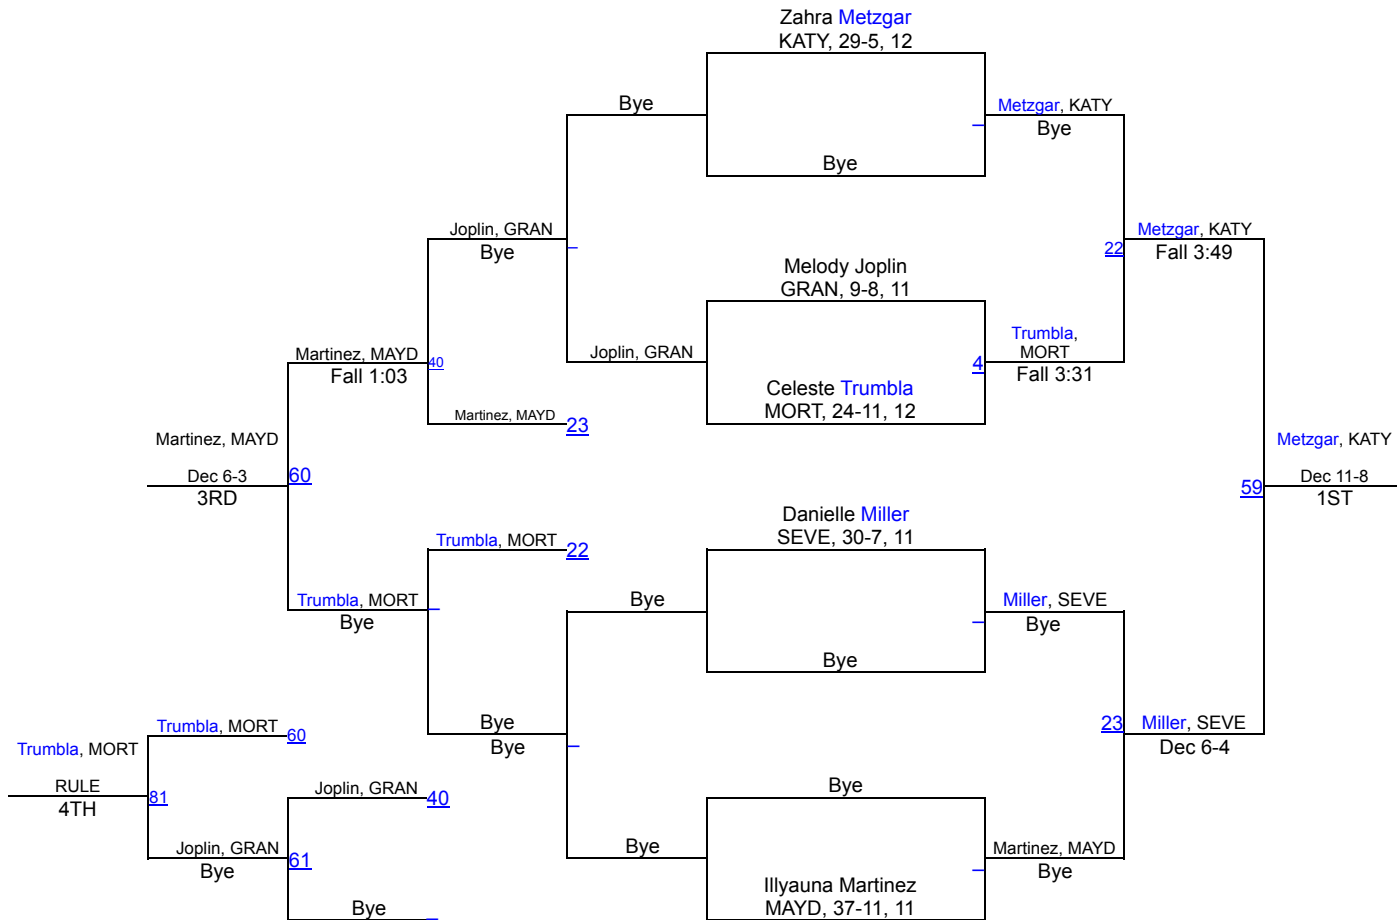 Zahra Metzgar
KATY, 29-5, 12
Bye
Metzgar, KATY
Bye
Bye
Joplin, GRAN
Bye
Metzgar, KATY
22
Fall 3:49
Melody Joplin
GRAN, 9-8, 11
Trumbla,
MORT
Joplin, GRAN
4
Fall 3:31
Martinez, MAYD
40
Fall 1:03
Celeste Trumbla
MORT, 24-11, 12
Martinez, MAYD
23
Martinez, MAYD
Dec 6-3
60
3RD
Metzgar, KATY
59
Dec 11-8
1ST
Danielle Miller
SEVE, 30-7, 11
Trumbla, MORT
22
Trumbla, MORT
Bye
Bye
Miller, SEVE
Bye
Bye
Bye
Bye
23
Miller, SEVE
Dec 6-4
Trumbla, MORT
60
Trumbla, MORT
RULE
81
4TH
Joplin, GRAN
40
Bye
Joplin, GRAN
61
Bye
Bye
Martinez, MAYD
Bye
Illyauna Martinez
MAYD, 37-11, 11
Bye